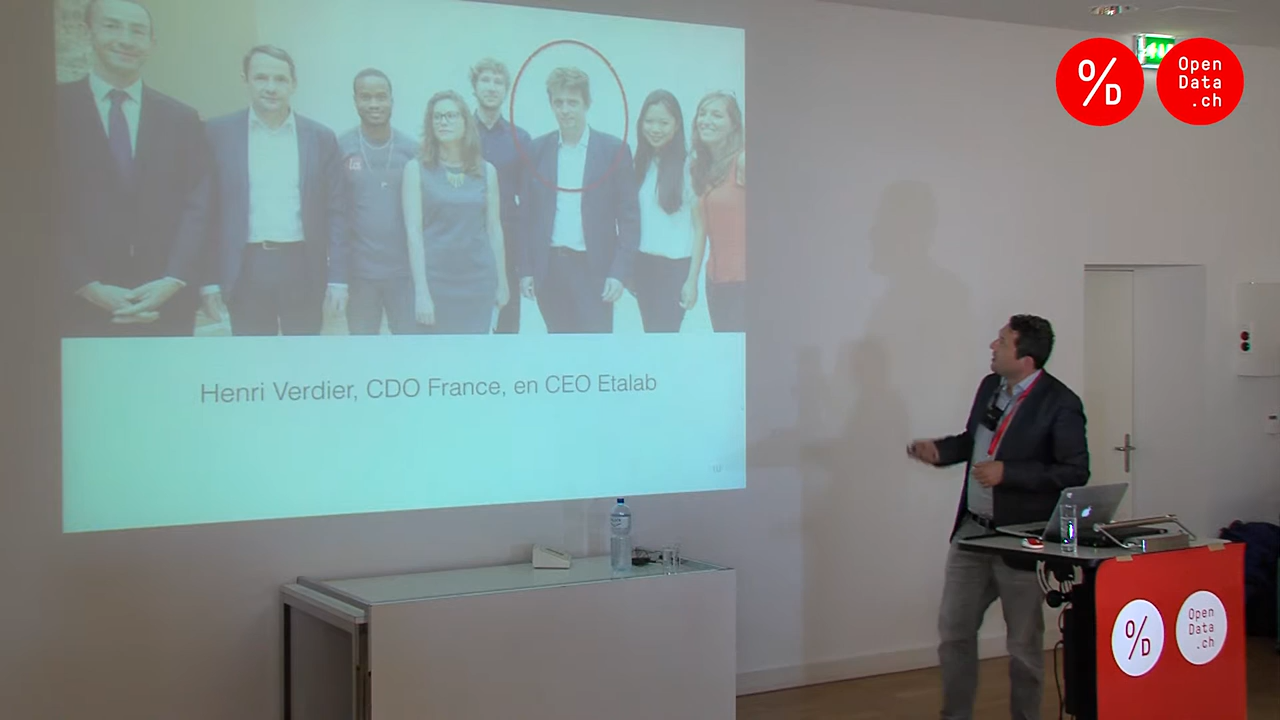 Henri Verdier, CDO France, en CEO Etalab
%D
Open
Data
.ch
%D
Open
Data
.ch